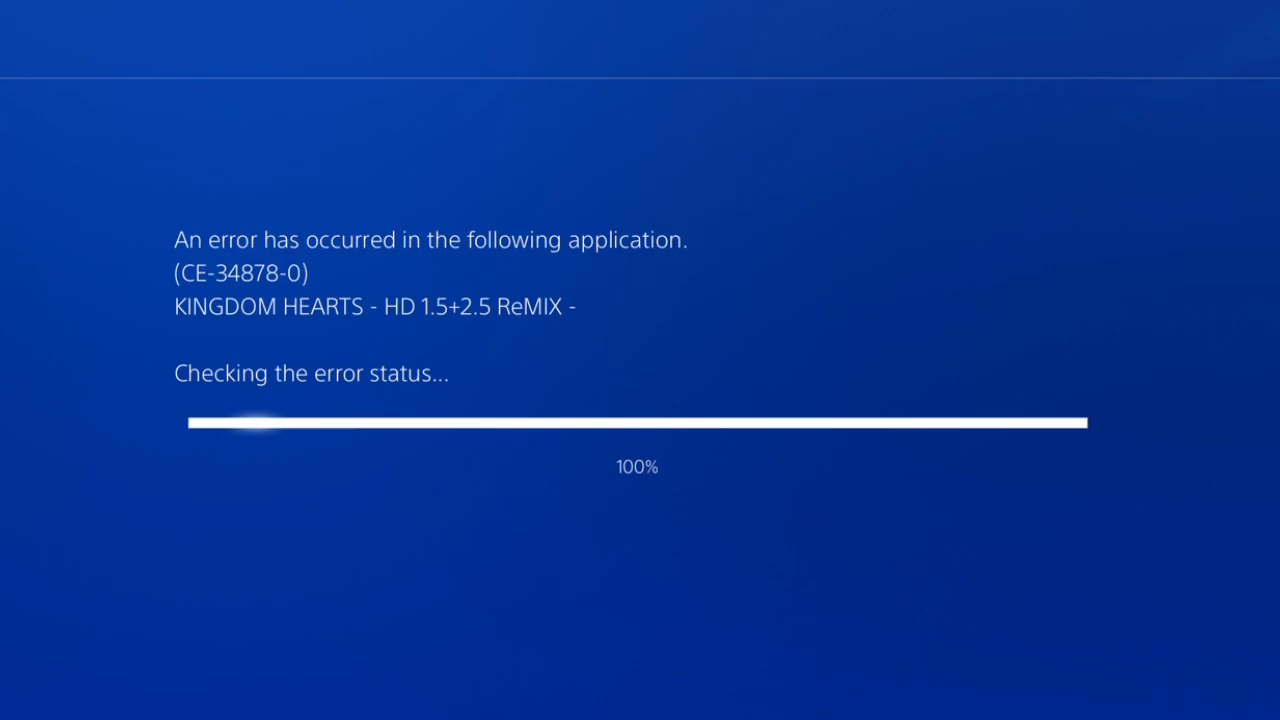 An error has occurred in the following application.
(CE-34878-0)
KINGDOM HEARTS - HD 1.5+2.5 ReMIX -
Checking the error status...
100%